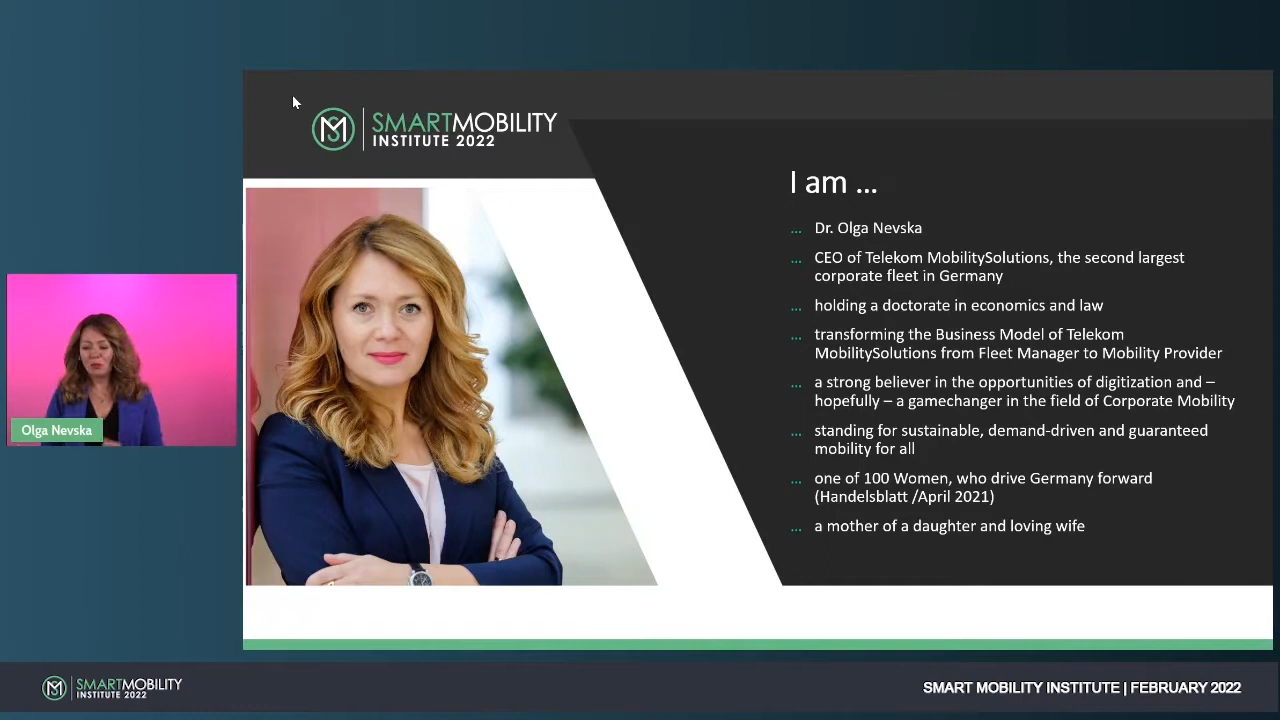 SMARTMOBILITY
INSTITUTE 2022
I am ...
... Dr. Olga Nevska
... CEO of Telekom MobilitySolutions, the second largest
corporate fleet in Germany
... holding a doctorate in economics and law
... transforming the Business Model of Telekom
MobilitySolutions from Fleet Manager to Mobility Provider
... a strong believer in the opportunities of digitization and –
hopefully – a gamechanger in the field of Corporate Mobility
... standing for sustainable, demand-driven and guaranteed
mobility for all
... one of 100 Women, who drive Germany forward
(Handelsblatt /April 2021)
... a mother of a daughter and loving wife
Olga Nevska
SMARTMOBILITY
INSTITUTE 2022
SMART MOBILITY INSTITUTE | FEBRUARY 2022